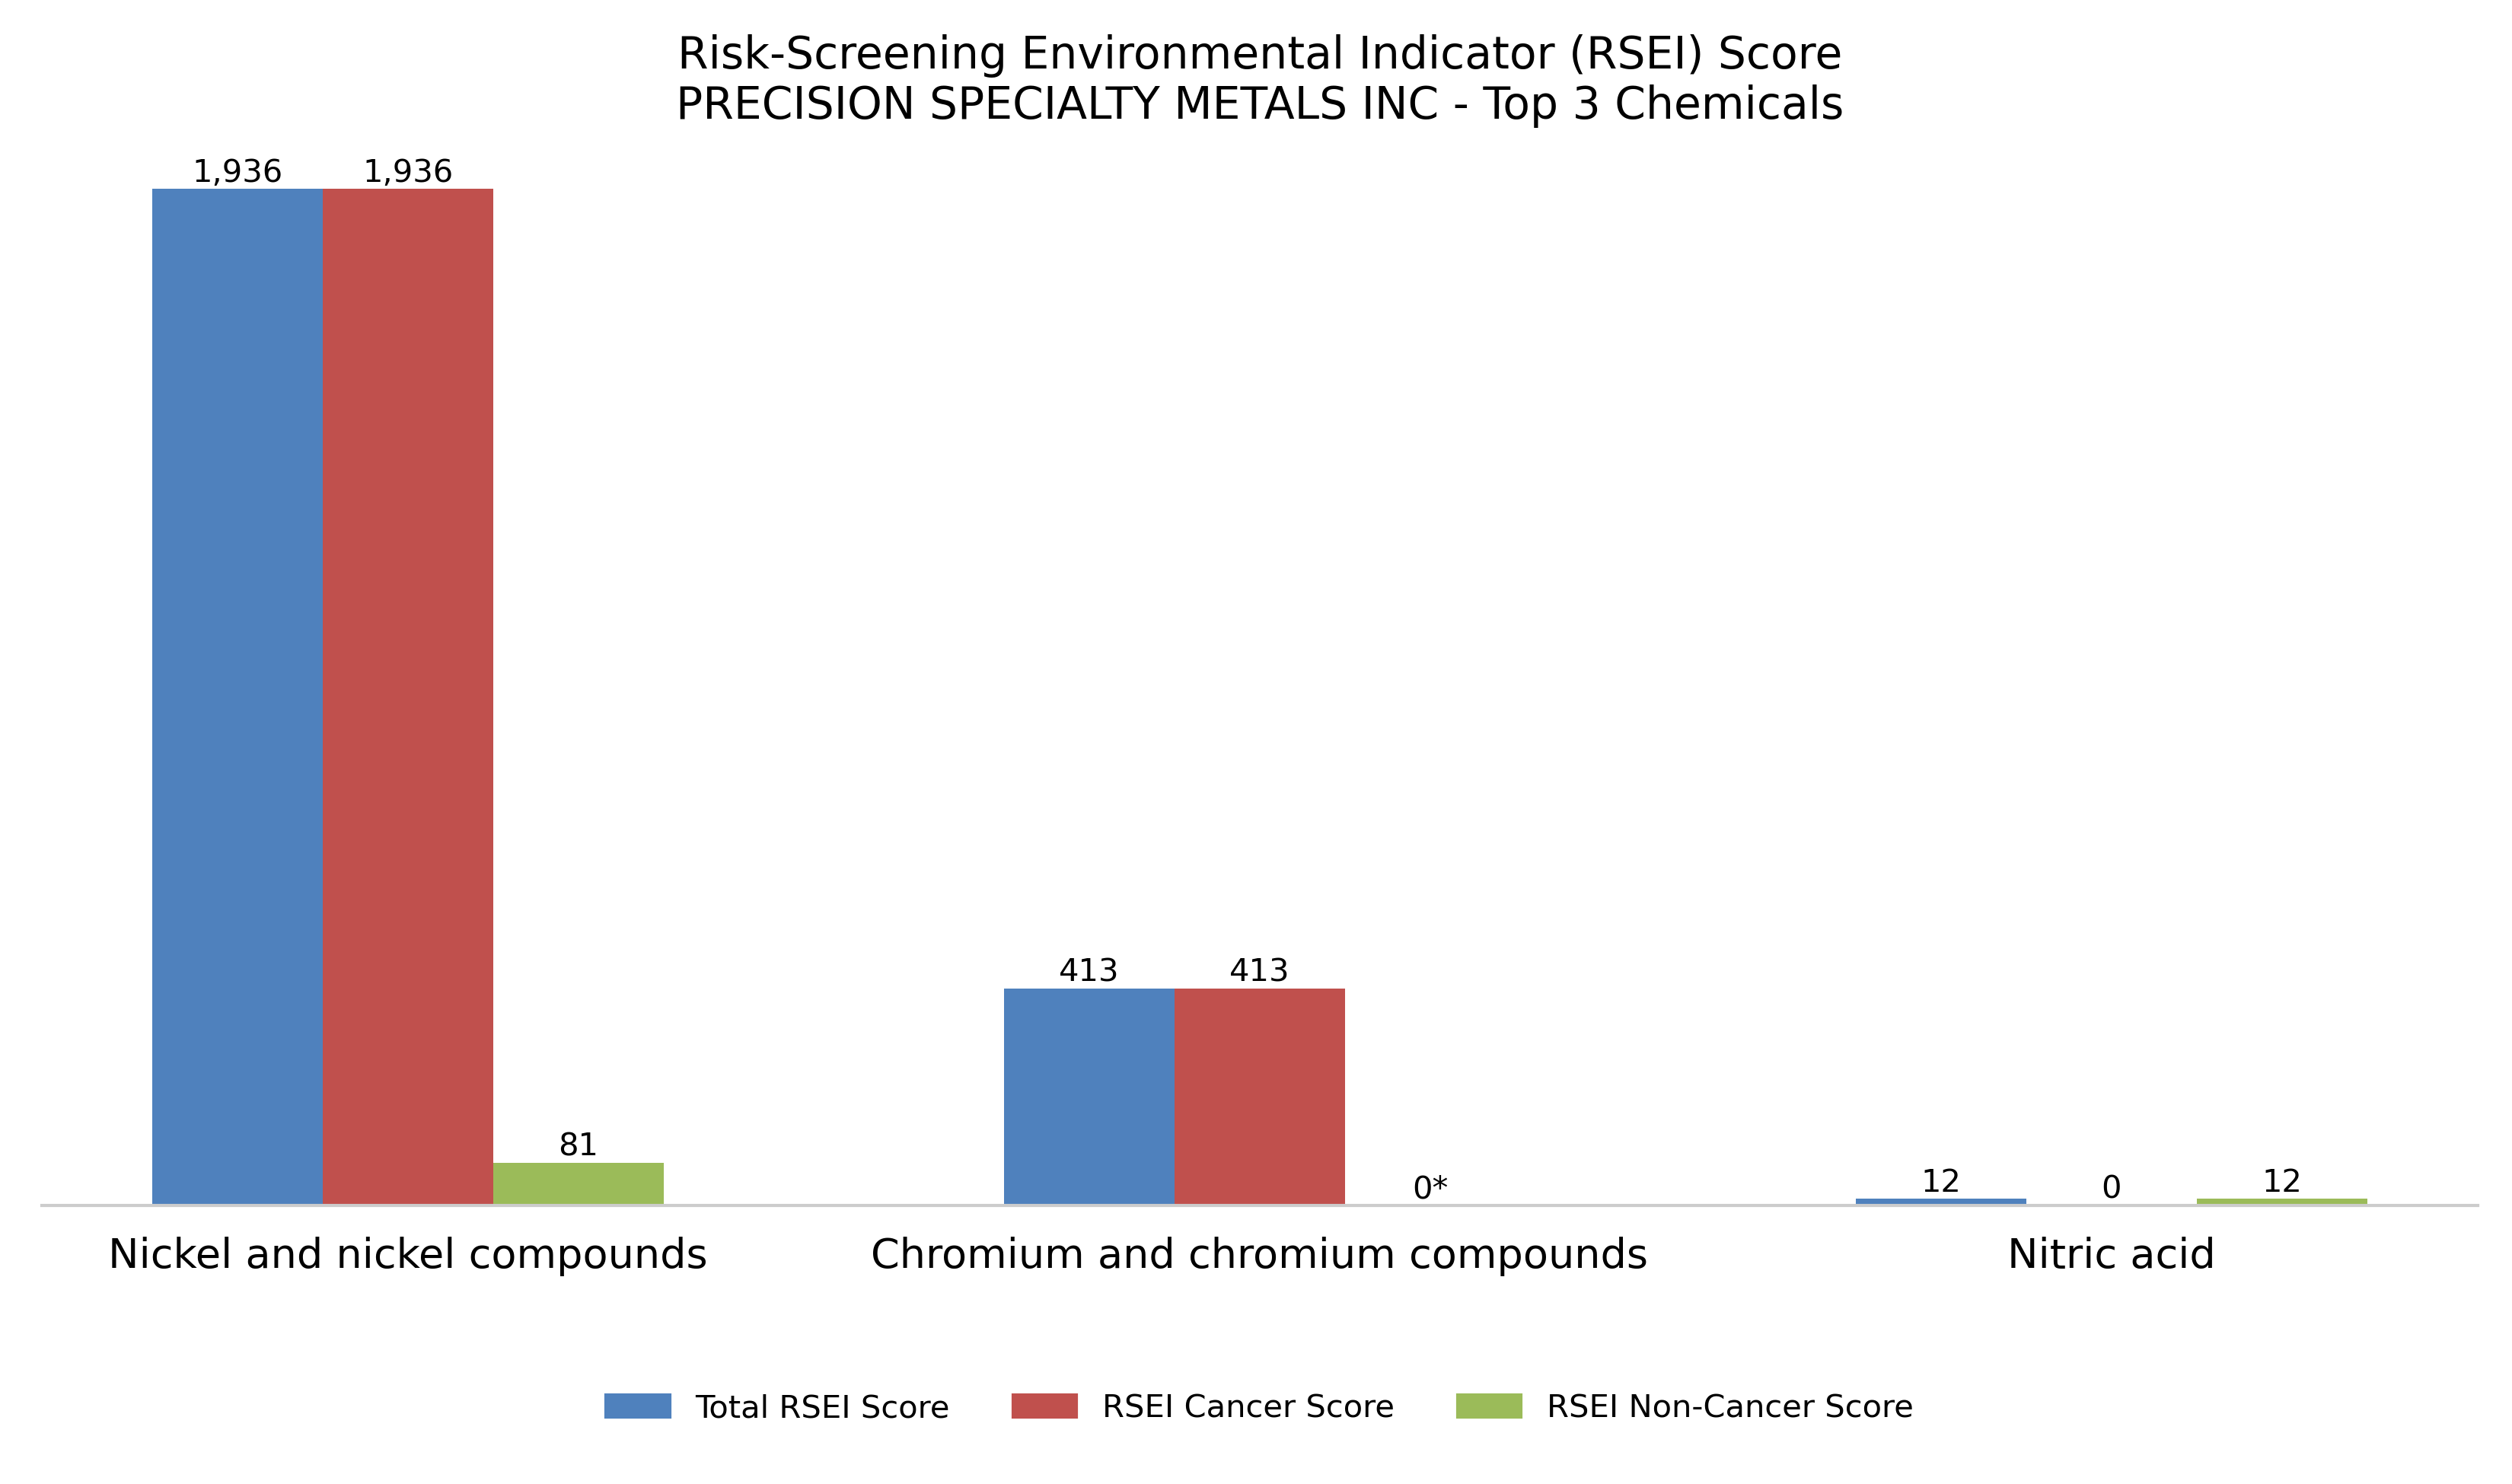 Risk-Screening Environmental Indicator (RSEI) Score
PRECISION SPECIALTY METALS INC - Top 3 Chemicals
1,936
1,936
81
413
413
0*
12
0
12
Nickel and nickel compounds
Chromium and chromium compounds
Nitric acid
Total RSEI Score
RSEI Cancer Score
RSEI Non-Cancer Score